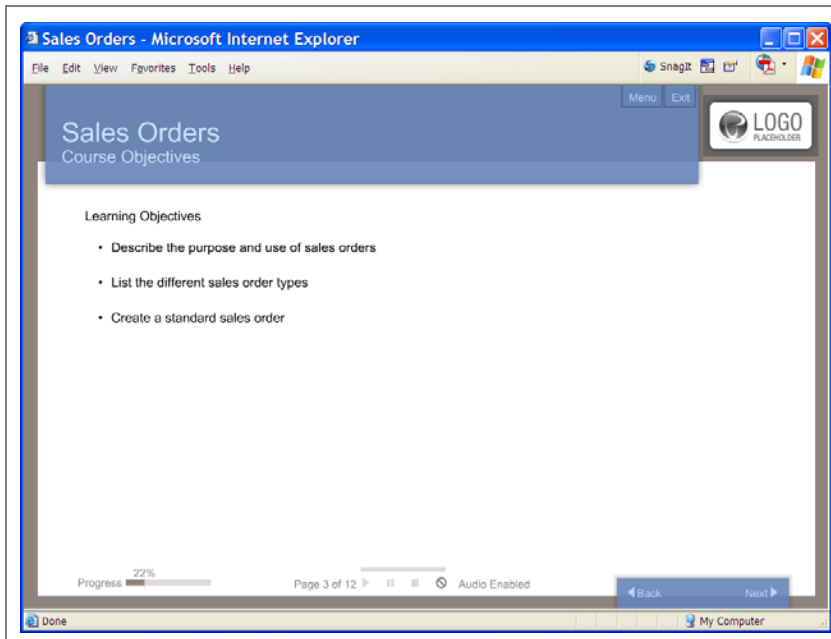 Sales Orders - Microsoft Internet Explorer
File Edit View Favorites Tools Help
SnagIt
Menu Exit
LOGO
PLACEHOLDER
Sales Orders
Course Objectives
Learning Objectives
• Describe the purpose and use of sales orders
• List the different sales order types
• Create a standard sales order
22%
Progress
Page 3 of 12
Audio Enabled
Back
Next
Done
My Computer